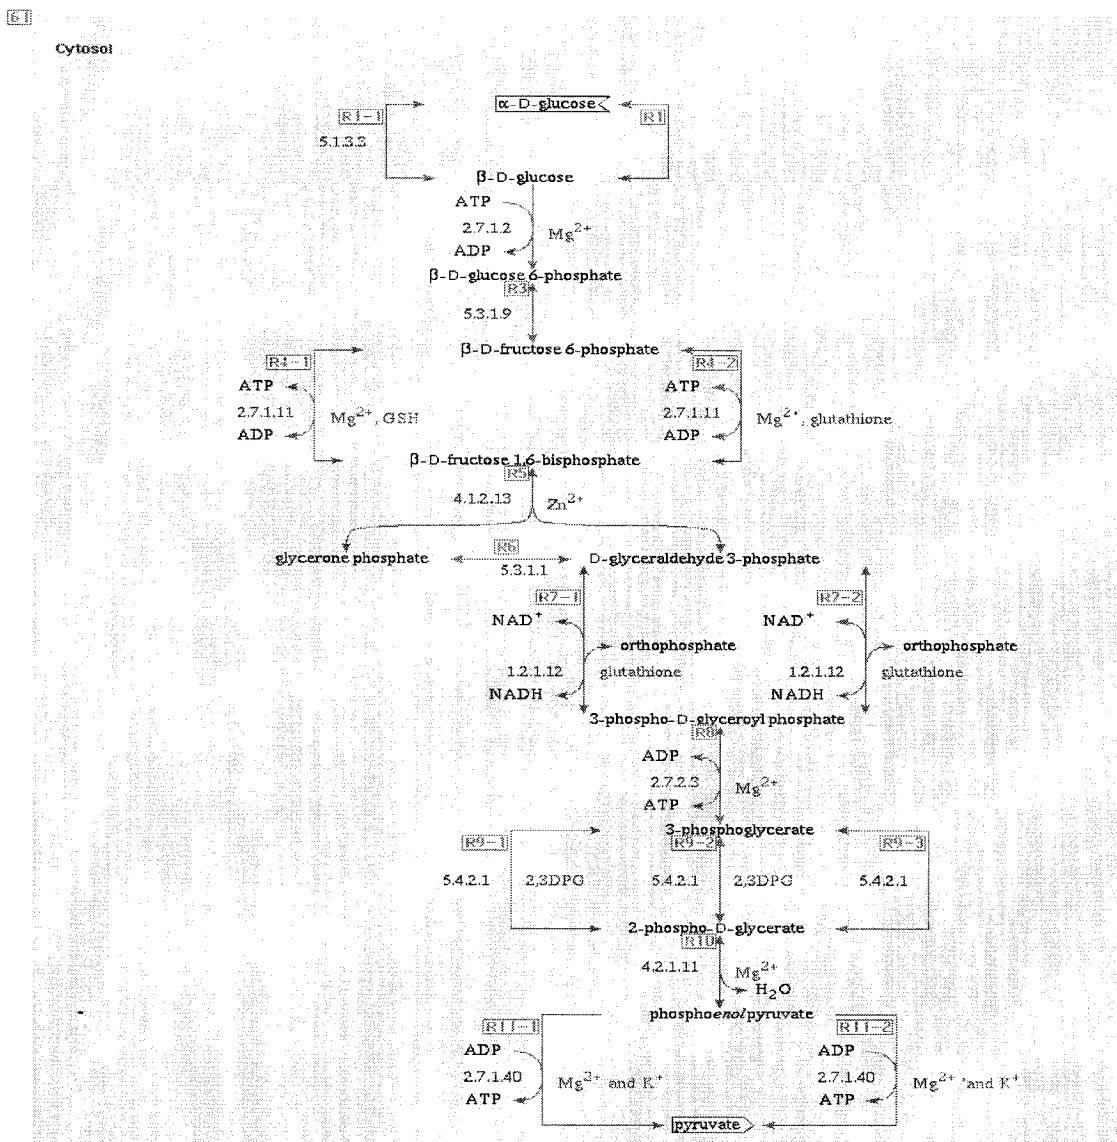 61
Cytosol
α-D-glucose
R1-1
R1
5.1.3.3
β-D-glucose
ATP
2.7.1.2
Mg2+
ADP
β-D-glucose 6-phosphate
R3
5.3.1.9
β-D-fructose 6-phosphate
R4-1
R4-2
ATP
ATP
2.7.1.11
Mg2+, GSH
2.7.1.11
Mg2+, glutathione
ADP
ADP
β-D-fructose 1,6-bisphosphate
R5
4.1.2.13
Zn2+
glycerone phosphate
R6
D-glyceraldehyde 3-phosphate
5.3.1.1
R7-1
R7-2
NAD+
NAD+
orthophosphate
orthophosphate
1.2.1.12
glutathione
1.2.1.12
glutathione
NADH
NADH
3-phospho-D-glyceroyl phosphate
R8
ADP
2.7.2.3
Mg2+
ATP
3-phosphoglycerate
R9-1
R9-2
R9-3
5.4.2.1
2,3DPG
5.4.2.1
2,3DPG
5.4.2.1
2-phospho-D-glycerate
R10
4.2.1.11
Mg2+
H2O
phosphoenolpyruvate
R11-1
R11-2
ADP
ADP
2.7.1.40
Mg2+ and K+
2.7.1.40
Mg2+ 'and K+
ATP
ATP
pyruvate